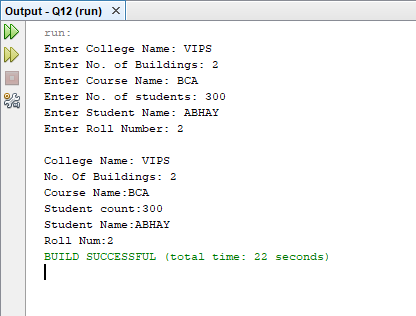 Output - Q12 (run)
run:
Enter College Name: VIPS
Enter No. of Buildings: 2
Enter Course Name: BCA
Enter No. of students: 300
Enter Student Name: ABHAY
Enter Roll Number: 2
College Name: VIPS
No. Of Buildings: 2
Course Name:BCA
Student count:300
Student Name:ABHAY
Roll Num:2
BUILD SUCCESSFUL (total time: 22 seconds)